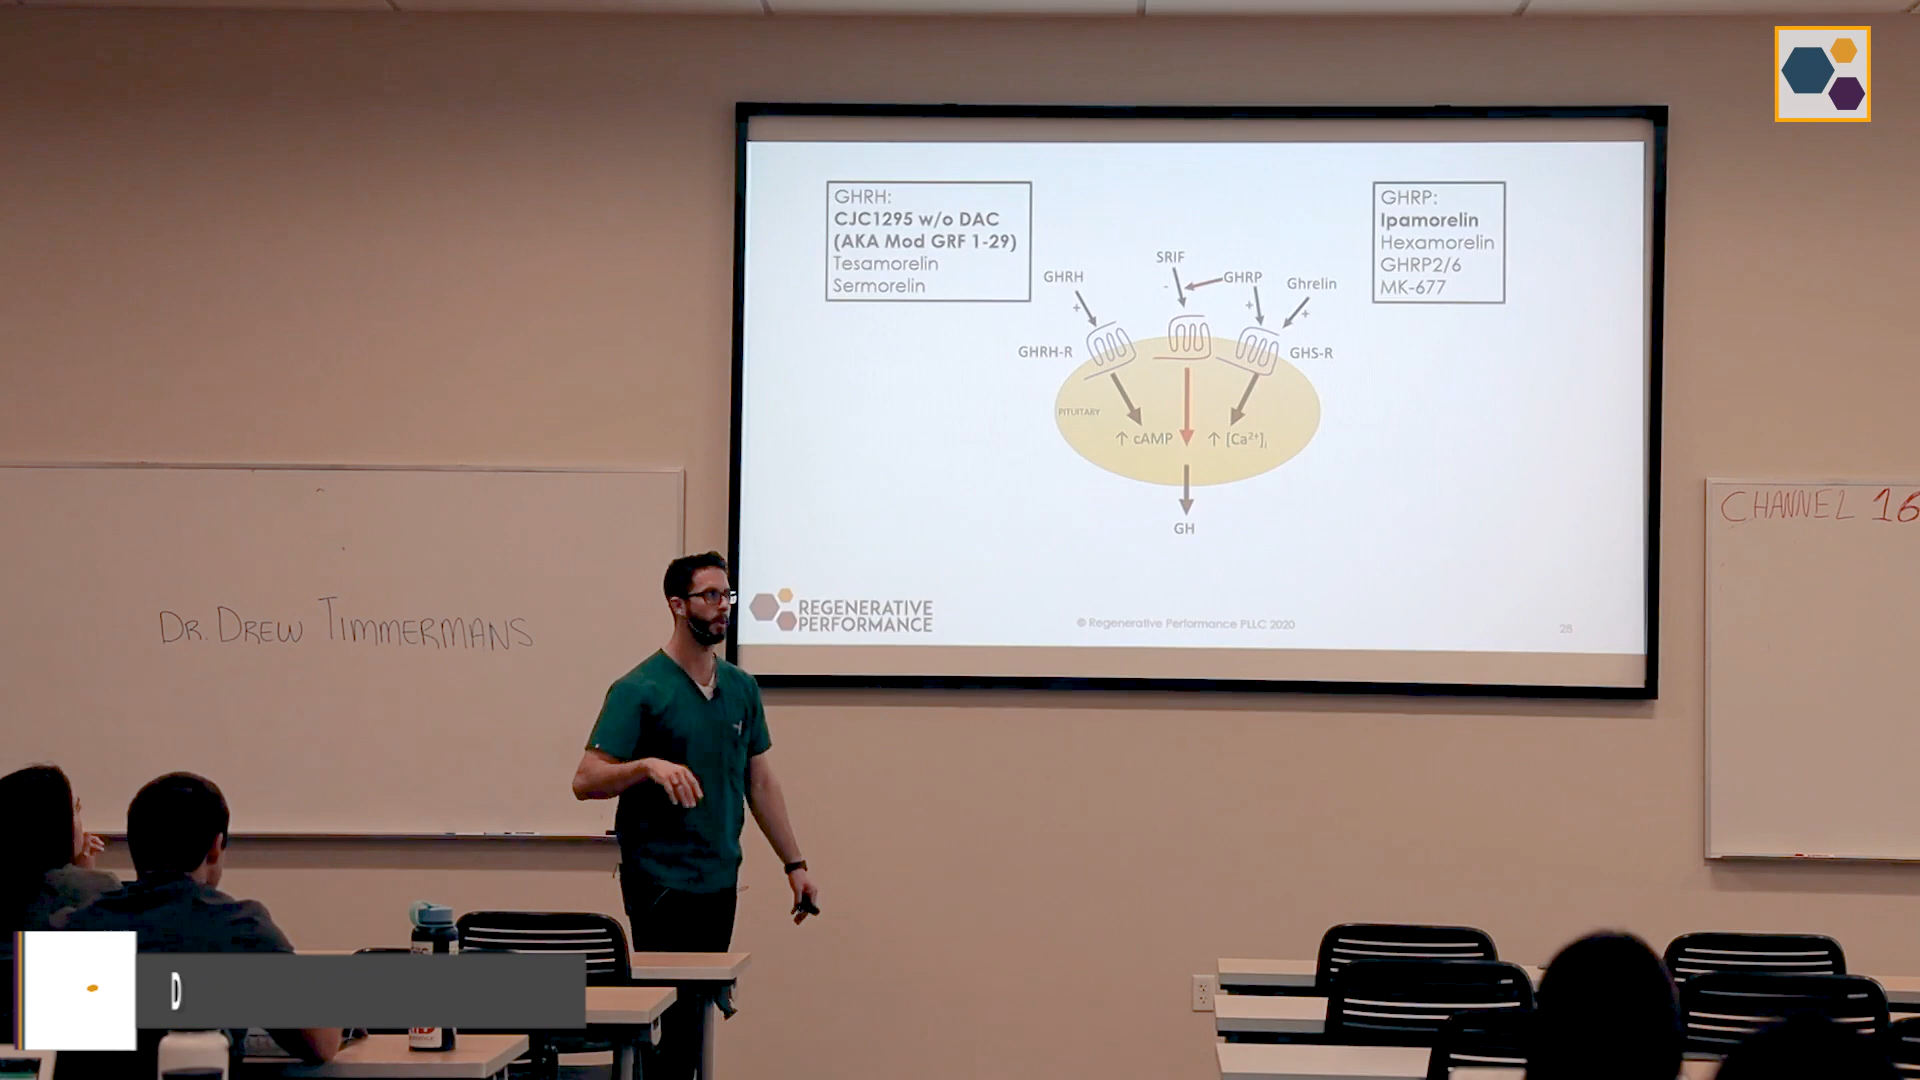 GHRH:
CJC1295 w/o DAC
(AKA Mod GRF 1-29)
Tesamorelin
Sermorelin
GHRP:
Ipamorelin
Hexamorelin
GHRP2/6
MK-677
SRIF
GHRH
GHRP
Ghrelin
+
-
+
+
GHRH-R
GHS-R
PITUITARY
↑ cAMP
↑ [Ca²⁺]ᵢ
GH
REGENERATIVE
PERFORMANCE
© Regenerative Performance PLLC 2020
28
CHANNEL 16
DR. DREW TIMMERMANS
D